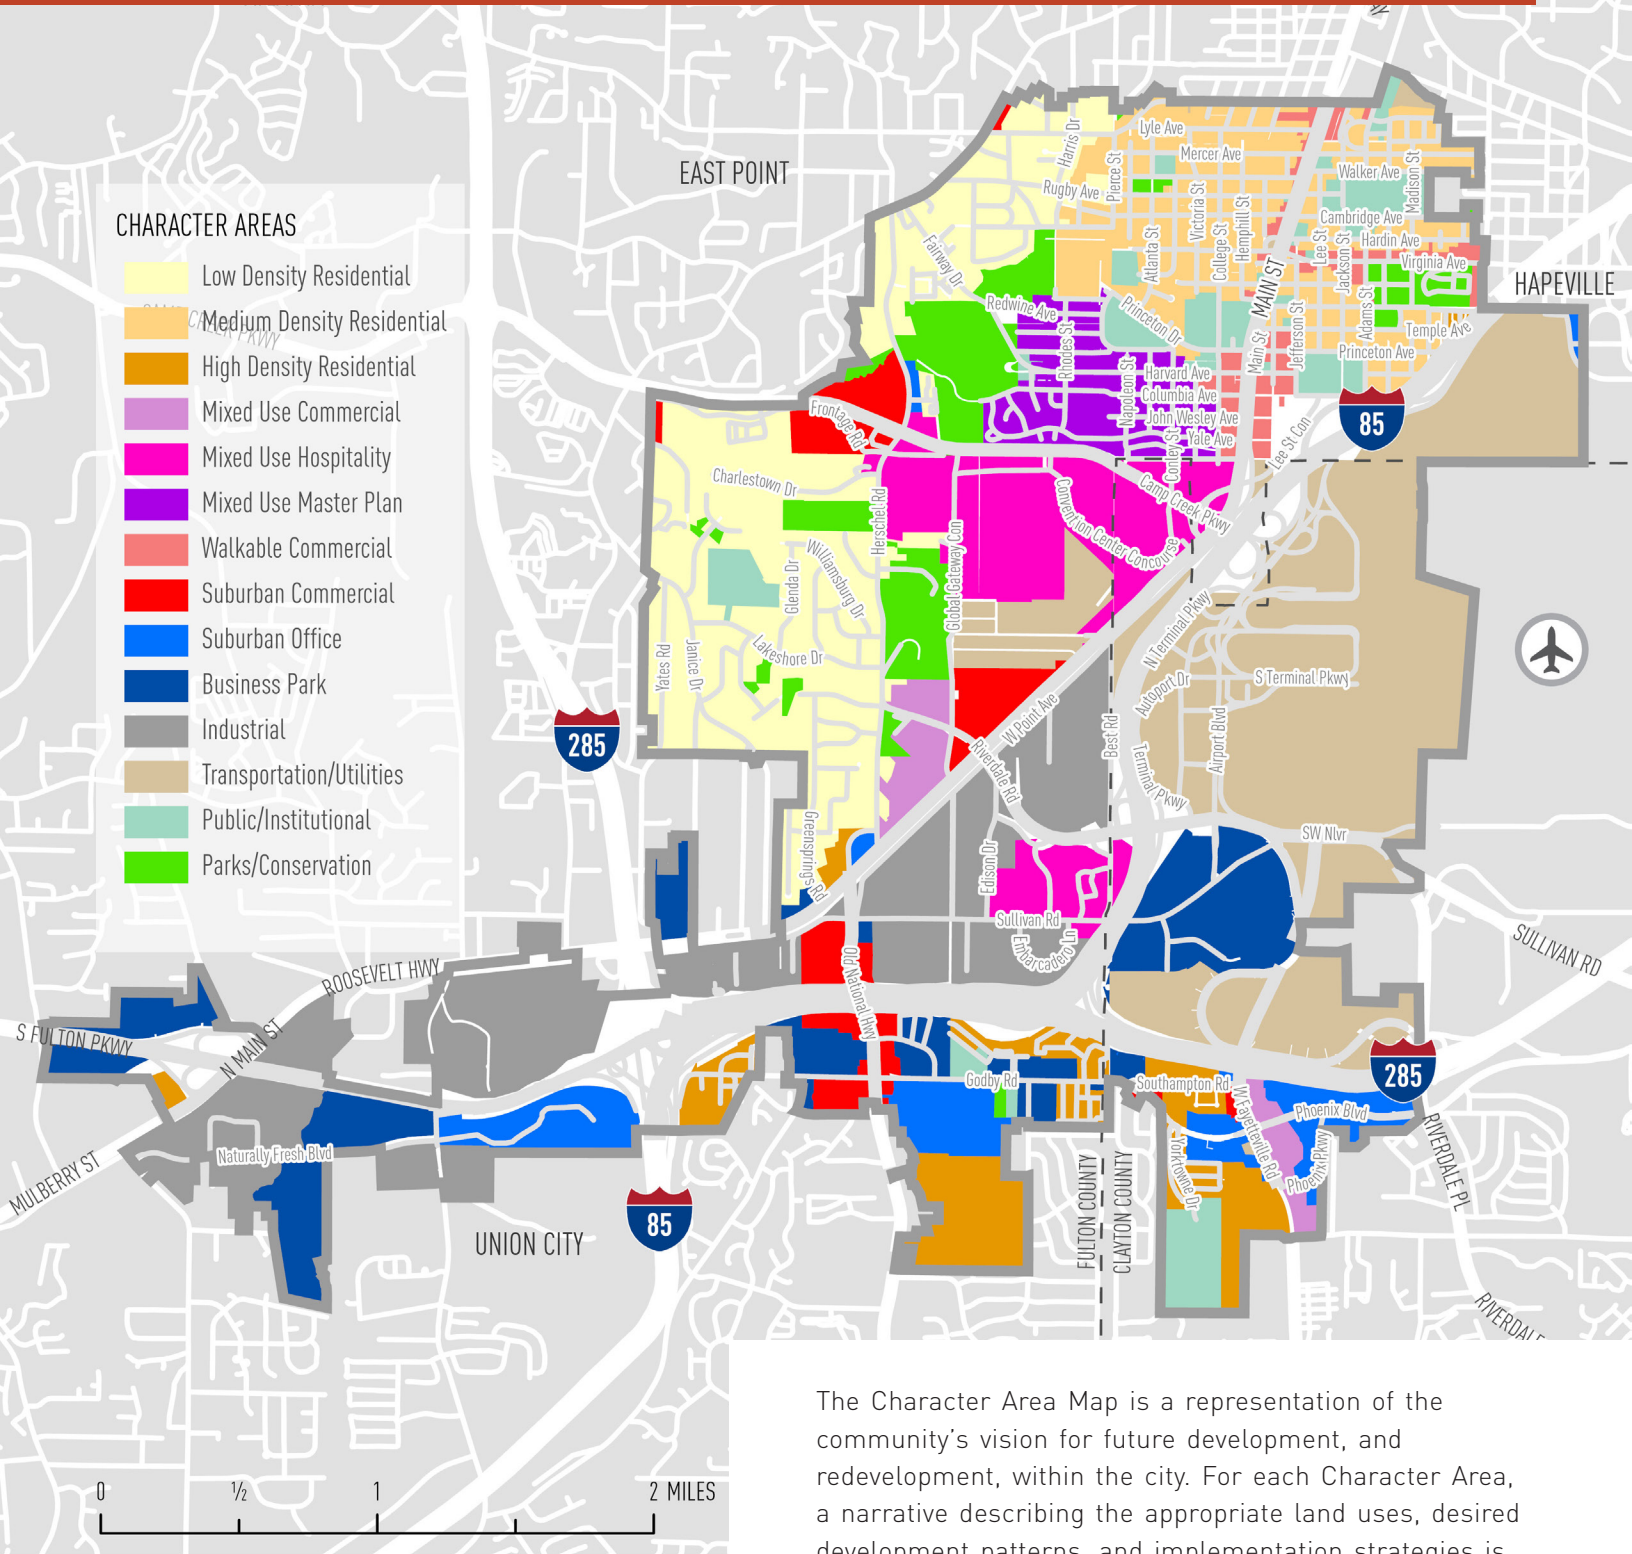 EAST POINT
HAPEVILLE
UNION CITY
CHARACTER AREAS
Low Density Residential
Medium Density Residential
High Density Residential
Mixed Use Commercial
Mixed Use Hospitality
Mixed Use Master Plan
Walkable Commercial
Suburban Commercial
Suburban Office
Business Park
Industrial
Transportation/Utilities
Public/Institutional
Parks/Conservation
Harris Dr
Lyle Ave
Mercer Ave
Rugby Ave
Pierce St
Walker Ave
Madison St
Victoria St
College St
Hemphill St
Atlanta St
Cambridge Ave
Lee St
Jackson St
Hardin Ave
Virginia Ave
Fairway Dr
Redwine Ave
Princeton Dr
MAIN ST
Main St
Jefferson St
Adams St
Temple Ave
Princeton Ave
Rhodes St
Napoleon St
Harvard Ave
Columbia Ave
John Wesley Ave
Conley St
Yale Ave
Lee St Con
85
Frontage Rd
Charlestown Dr
Herschel Rd
Camp Creek Pkwy
Convention Center Concourse
Global Gateway Con
Williamsburg Dr
Glenda Dr
Lakeshore Dr
Yates Rd
Janice Dr
N Terminal Pkwy
S Terminal Pkwy
Autoport Dr
Airport Blvd
Best Rd
Terminal Pkwy
W Point Ave
Riverdale Rd
285
Greensprings Rd
Edison Dr
SW Nlvr
Sullivan Rd
Embarcadero Ln
SULLIVAN RD
Old National Hwy
ROOSEVELT HWY
S FULTON PKWY
N MAIN ST
MULBERRY ST
Naturally Fresh Blvd
Godby Rd
Southampton Rd
W Fayetteville Rd
Phoenix Blvd
Phoenix Pkwy
Yorktowne Dr
285
RIVERDALE PL
FULTON COUNTY
CLAYTON COUNTY
85
0 ½ 1 2 MILES
The Character Area Map is a representation of the
community's vision for future development, and
redevelopment, within the city. For each Character Area,
a narrative describing the appropriate land uses, desired
development patterns, and implementation strategies is